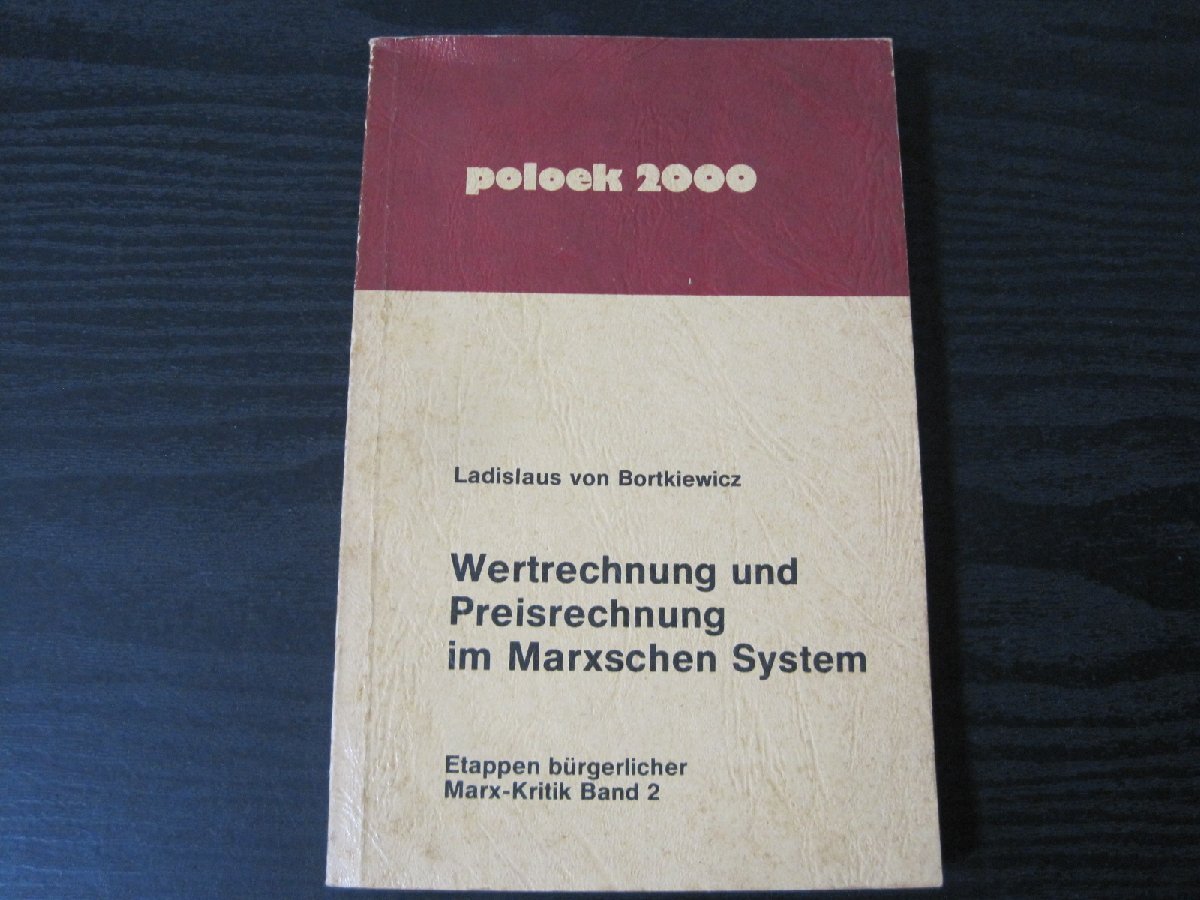 poloek 2000
Ladislaus von Bortkiewicz
Wertrechnung und
Preisrechnung
im Marxschen System
Etappen bürgerlicher
Marx-Kritik Band 2